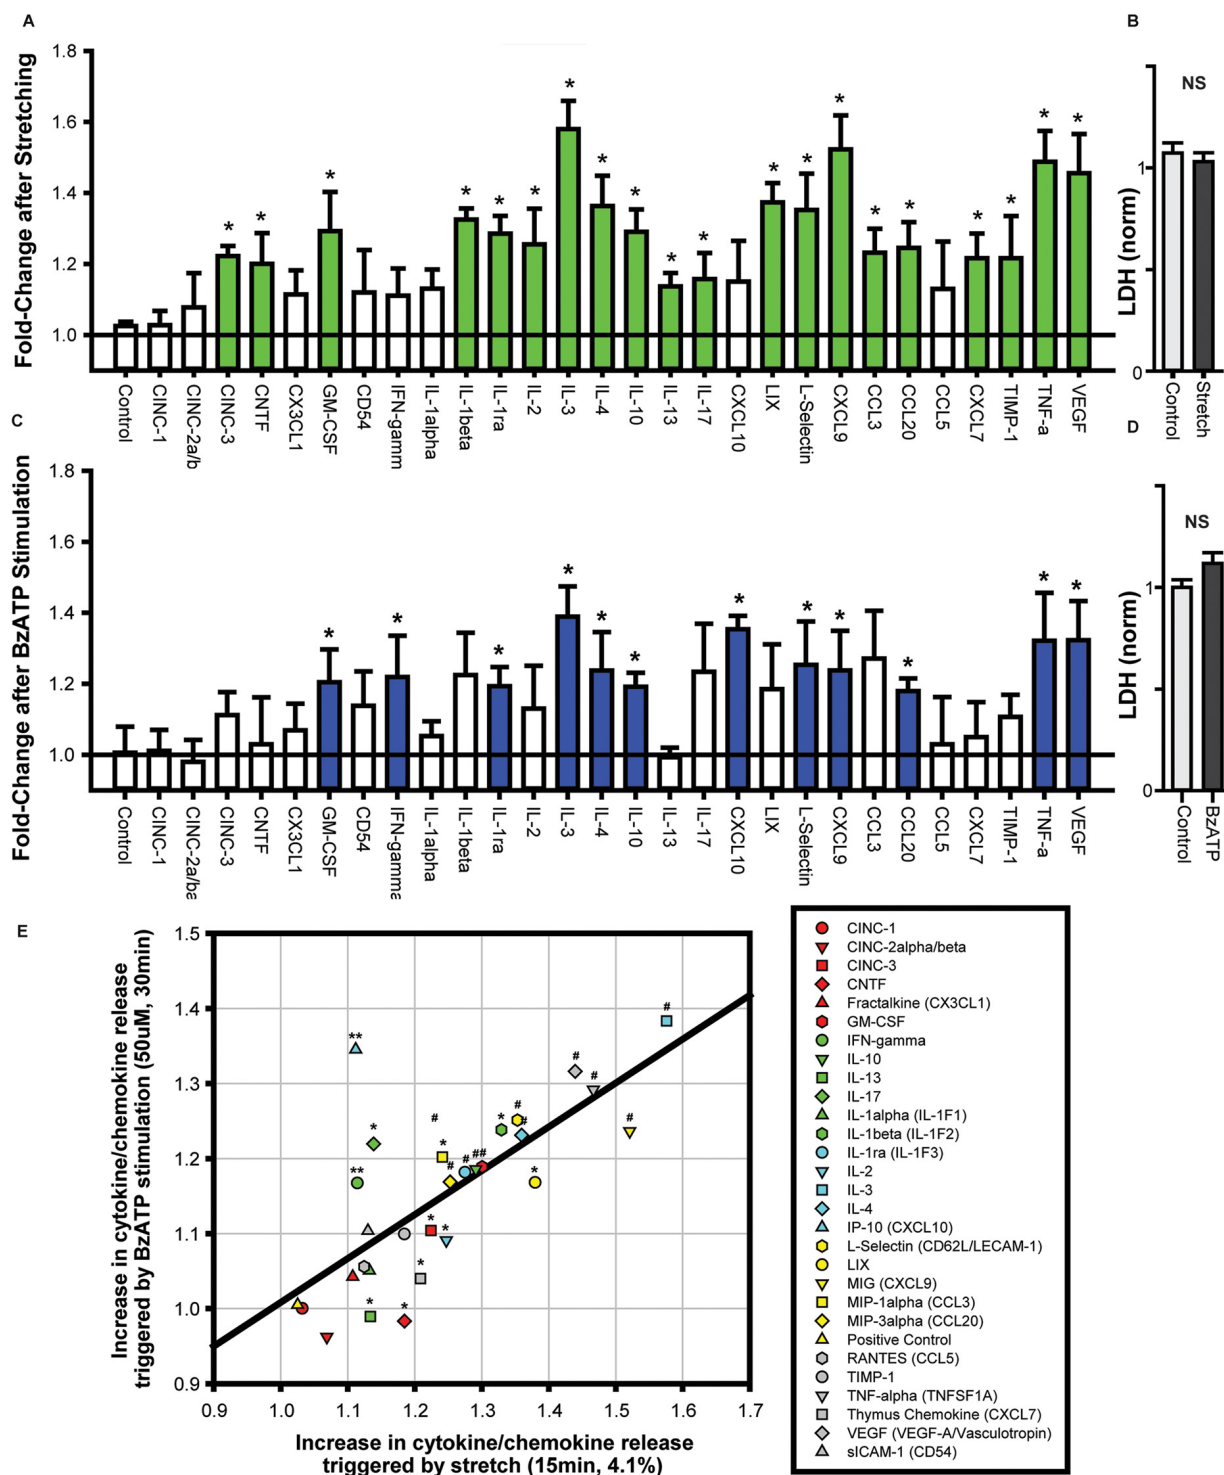 A
B
Fold-Change after Stretching
1.8
1.6
1.4
1.2
1.0
* * * * * * * * * * * * * * * * * * * * *
Control
CINC-1
CINC-2a/b
CINC-3
CNTF
CX3CL1
GM-CSF
CD54
IFN-gamm
IL-1alpha
IL-1beta
IL-1ra
IL-2
IL-3
IL-4
IL-10
IL-13
IL-17
CXCL10
LIX
L-Selectin
CXCL9
CCL3
CCL20
CCL5
CXCL7
TIMP-1
TNF-a
VEGF
NS
LDH (norm)
1
0
Control
Stretch
C
D
Fold-Change after BzATP Stimulation
1.8
1.6
1.4
1.2
1.0
* * * * * * * * * * * *
Control
CINC-1
CINC-2a/ba
CINC-3
CNTF
CX3CL1
GM-CSF
CD54
IFN-gamma
IL-1alpha
IL-1beta
IL-1ra
IL-2
IL-3
IL-4
IL-10
IL-13
IL-17
CXCL10
LIX
L-Selectin
CXCL9
CCL3
CCL20
CCL5
CXCL7
TIMP-1
TNF-a
VEGF
NS
LDH (norm)
1
0
Control
BzATP
E
Increase in cytokine/chemokine release
triggered by BzATP stimulation (50uM, 30min)
1.5
1.4
1.3
1.2
1.1
1.0
0.9
0.9 1.0 1.1 1.2 1.3 1.4 1.5 1.6 1.7
Increase in cytokine/chemokine release
triggered by stretch (15min, 4.1%)
CINC-1
CINC-2alpha/beta
CINC-3
CNTF
Fractalkine (CX3CL1)
GM-CSF
IFN-gamma
IL-10
IL-13
IL-17
IL-1alpha (IL-1F1)
IL-1beta (IL-1F2)
IL-1ra (IL-1F3)
IL-2
IL-3
IL-4
IP-10 (CXCL10)
L-Selectin (CD62L/LECAM-1)
LIX
MIG (CXCL9)
MIP-1alpha (CCL3)
MIP-3alpha (CCL20)
Positive Control
RANTES (CCL5)
TIMP-1
TNF-alpha (TNFSF1A)
Thymus Chemokine (CXCL7)
VEGF (VEGF-A/Vasculotropin)
sICAM-1 (CD54)